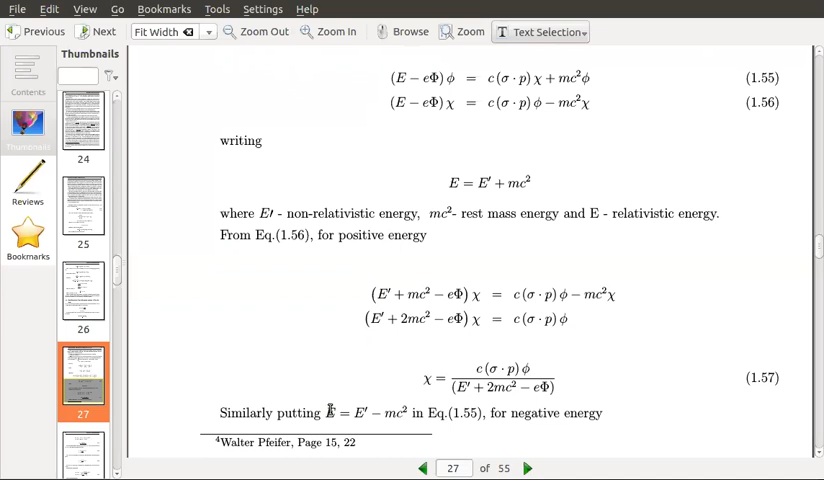 File Edit View Go Bookmarks Tools Settings Help
Previous Next Fit Width Zoom Out Zoom In Browse Zoom Text Selection
Thumbnails
Contents
Thumbnails
Reviews
Bookmarks
24
25
26
27
(E − eΦ) ϕ = c (σ · p) χ + mc² ϕ (1.55)
(E − eΦ) χ = c (σ · p) ϕ − mc² χ (1.56)
writing
E = E′ + mc²
where E′ - non-relativistic energy, mc²- rest mass energy and E - relativistic energy.
From Eq.(1.56), for positive energy
(E′ + mc² − eΦ) χ = c (σ · p) ϕ − mc² χ
(E′ + 2mc² − eΦ) χ = c (σ · p) ϕ
χ = c (σ · p) ϕ / (E′ + 2mc² − eΦ) (1.57)
Similarly putting E = E′ − mc² in Eq.(1.55), for negative energy
⁴Walter Pfeifer, Page 15, 22
27 of 55